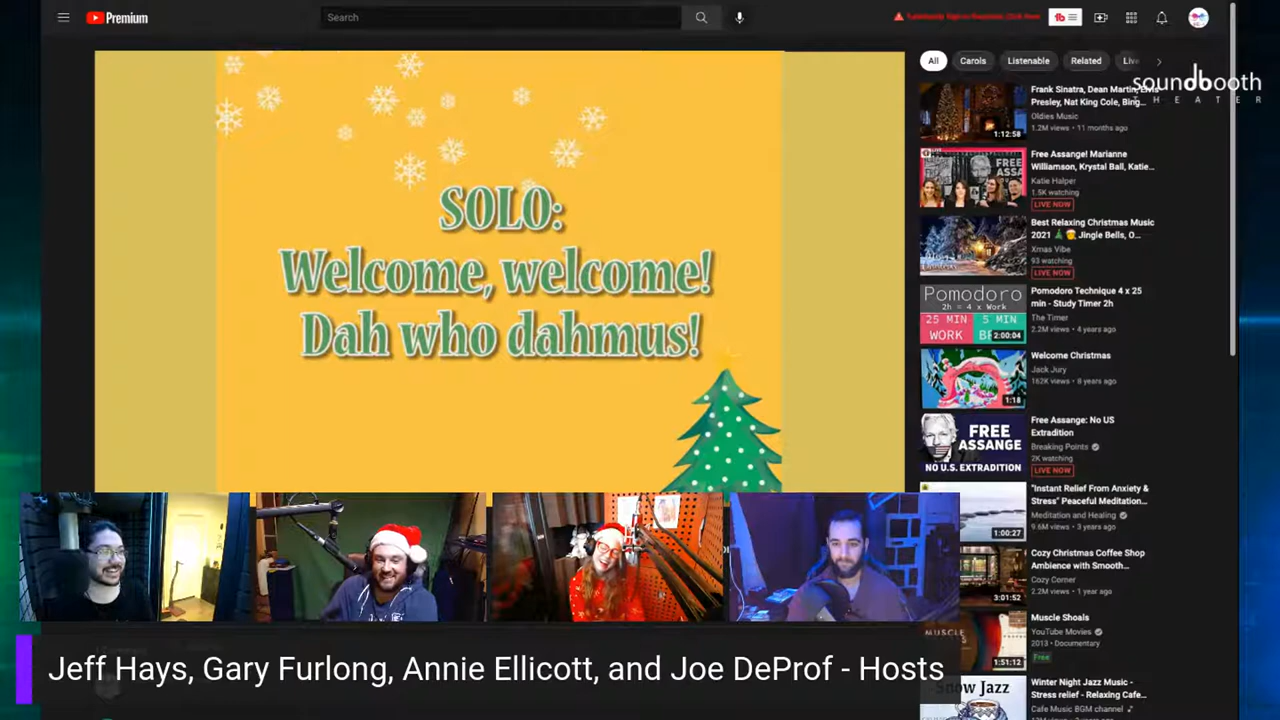 Premium
Search
All
Carols
Listenable
Related
Live
soundbooth
THEATER
SOLO:
Welcome, welcome!
Dah who dahmus!
Frank Sinatra, Dean Martin, Elvis
Presley, Nat King Cole, Bing...
Oldies Music
1.2M views • 11 months ago
1:12:58
Free Assange! Marianne
Williamson, Krystal Ball, Katie...
Katie Halper
1.5K watching
LIVE NOW
FREE
Best Relaxing Christmas Music
2021 🎄🎅 Jingle Bells, O...
Xmas Vibe
93 watching
LIVE NOW
Pomodoro
2h = 4 x Work
25 MIN
WORK
5 MIN
2:00:04
Pomodoro Technique 4 x 25
min - Study Timer 2h
The Timer
2.2M views • 4 years ago
Welcome Christmas
Jack Jury
162K views • 8 years ago
1:18
FREE
ASSANGE
NO U.S. EXTRADITION
Free Assange: No US
Extradition
Breaking Points
2K watching
LIVE NOW
"Instant Relief From Anxiety &
Stress" Peaceful Meditation...
Meditation and Healing
9.6M views • 3 years ago
1:00:27
Cozy Christmas Coffee Shop
Ambience with Smooth...
Cozy Corner
2.2M views • 1 year ago
3:01:52
Muscle Shoals
YouTube Movies
2013 • Documentary
Free
1:51:12
Winter Night Jazz Music -
Stress relief - Relaxing Cafe...
Cafe Music BGM channel
Snow Jazz
Jeff Hays, Gary Furlong, Annie Ellicott, and Joe DeProf - Hosts